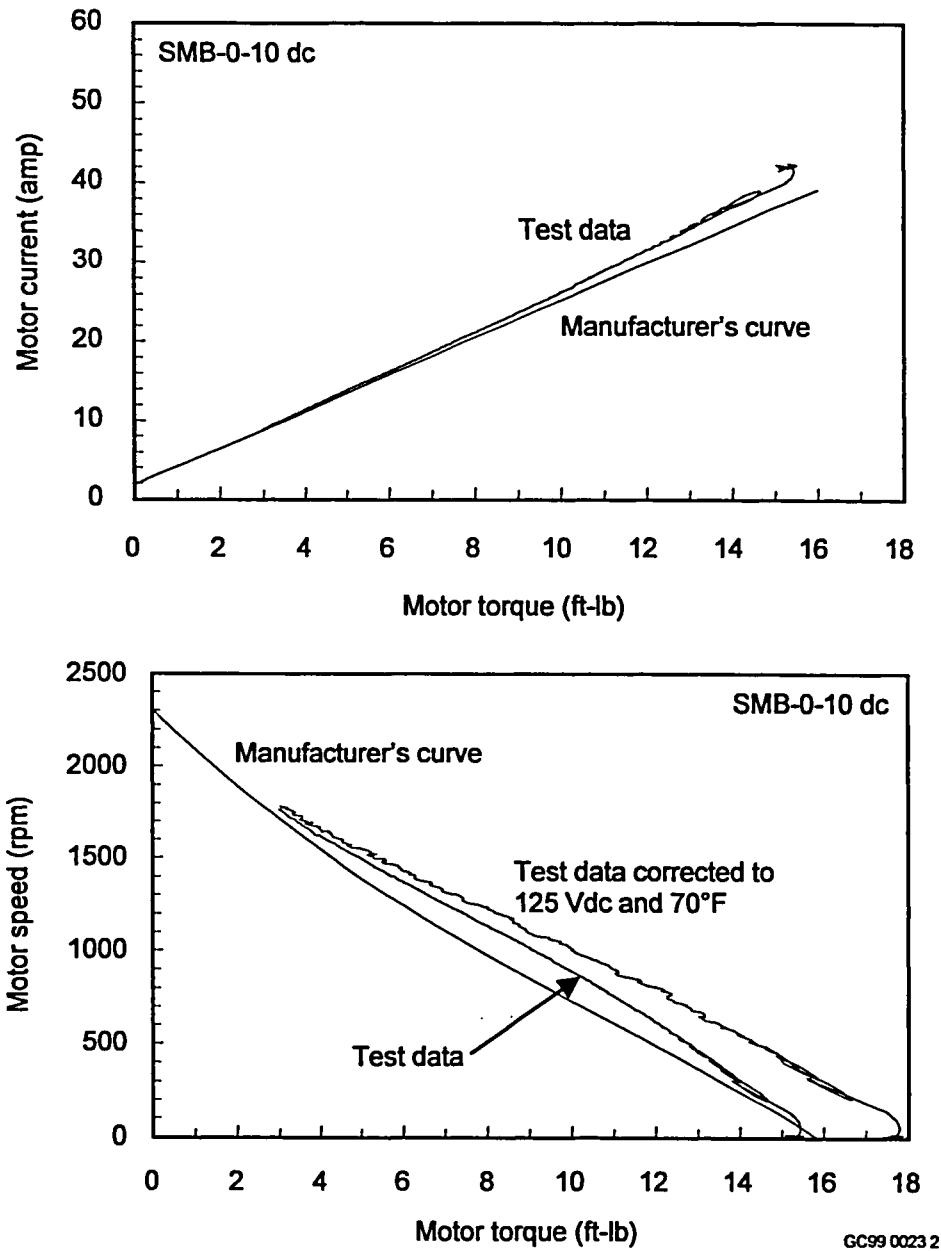 SMB-0-10 dc
60
50
40
30
20
10
0
Motor current (amp)
Test data
Manufacturer's curve
0 2 4 6 8 10 12 14 16 18
Motor torque (ft-lb)
SMB-0-10 dc
2500
2000
1500
1000
500
0
Motor speed (rpm)
Manufacturer's curve
Test data corrected to
125 Vdc and 70°F
Test data
0 2 4 6 8 10 12 14 16 18
Motor torque (ft-lb)
GC99 0023 2